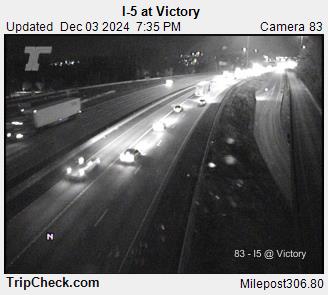 I-5 at Victory
Updated Dec 03 2024 7:35 PM Camera 83
T
N
83 - I5 @ Victory
TripCheck.com Milepost306.80